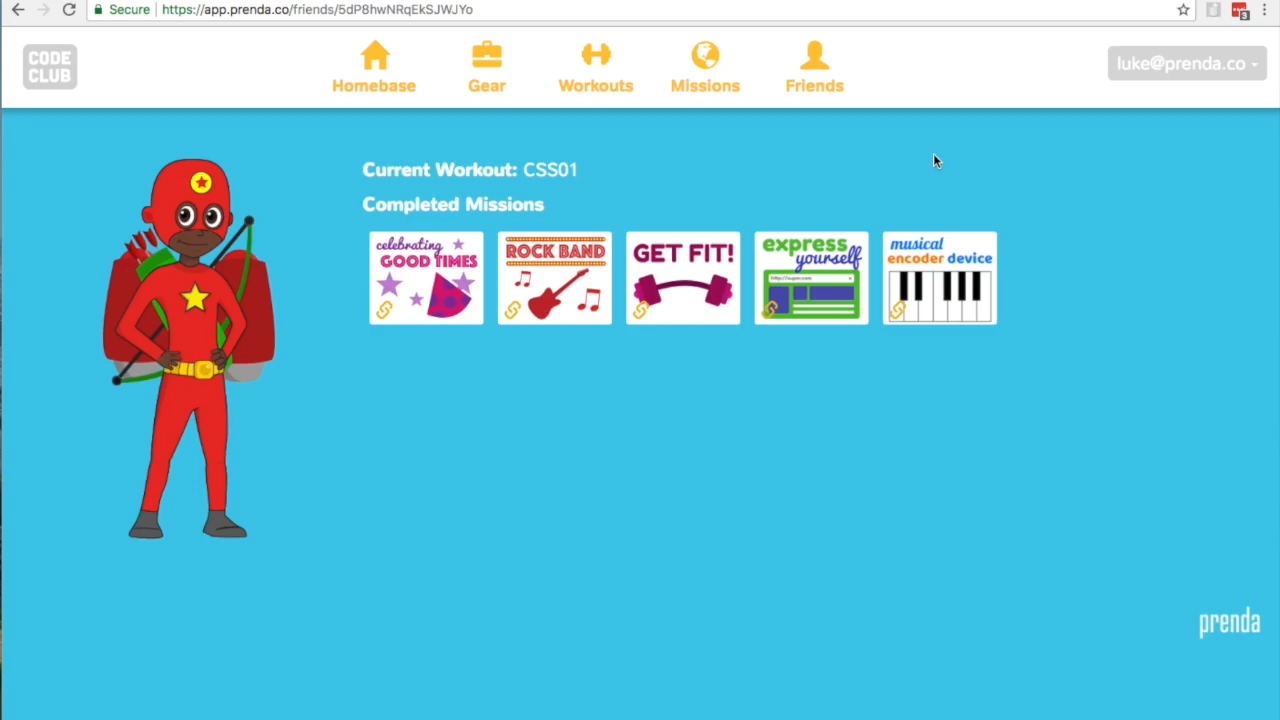 Secure https://app.prenda.co/friends/5dP8hwNRqEkSJWJYo
3
CODE
CLUB
Homebase Gear Workouts Missions Friends
luke@prenda.co
Current Workout: CSS01
Completed Missions
celebrating
GOOD TIMES
ROCK BAND
GET FIT!
express
yourself
musical
encoder device
prenda